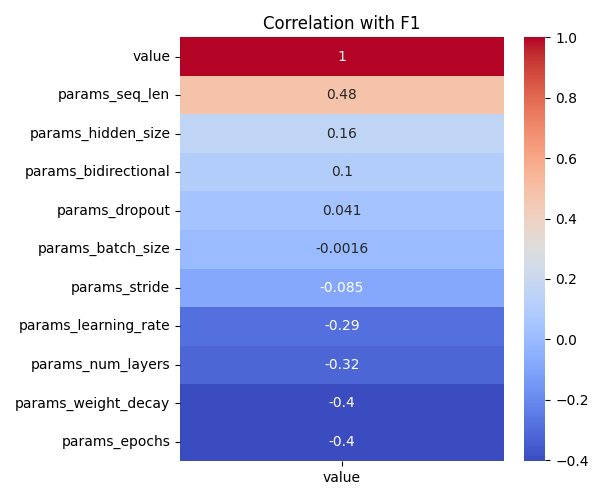 Correlation with F1
value 1
params_seq_len 0.48
params_hidden_size 0.16
params_bidirectional 0.1
params_dropout 0.041
params_batch_size -0.0016
params_stride -0.085
params_learning_rate -0.29
params_num_layers -0.32
params_weight_decay -0.4
params_epochs -0.4
value
1.0
0.8
0.6
0.4
0.2
0.0
−0.2
−0.4